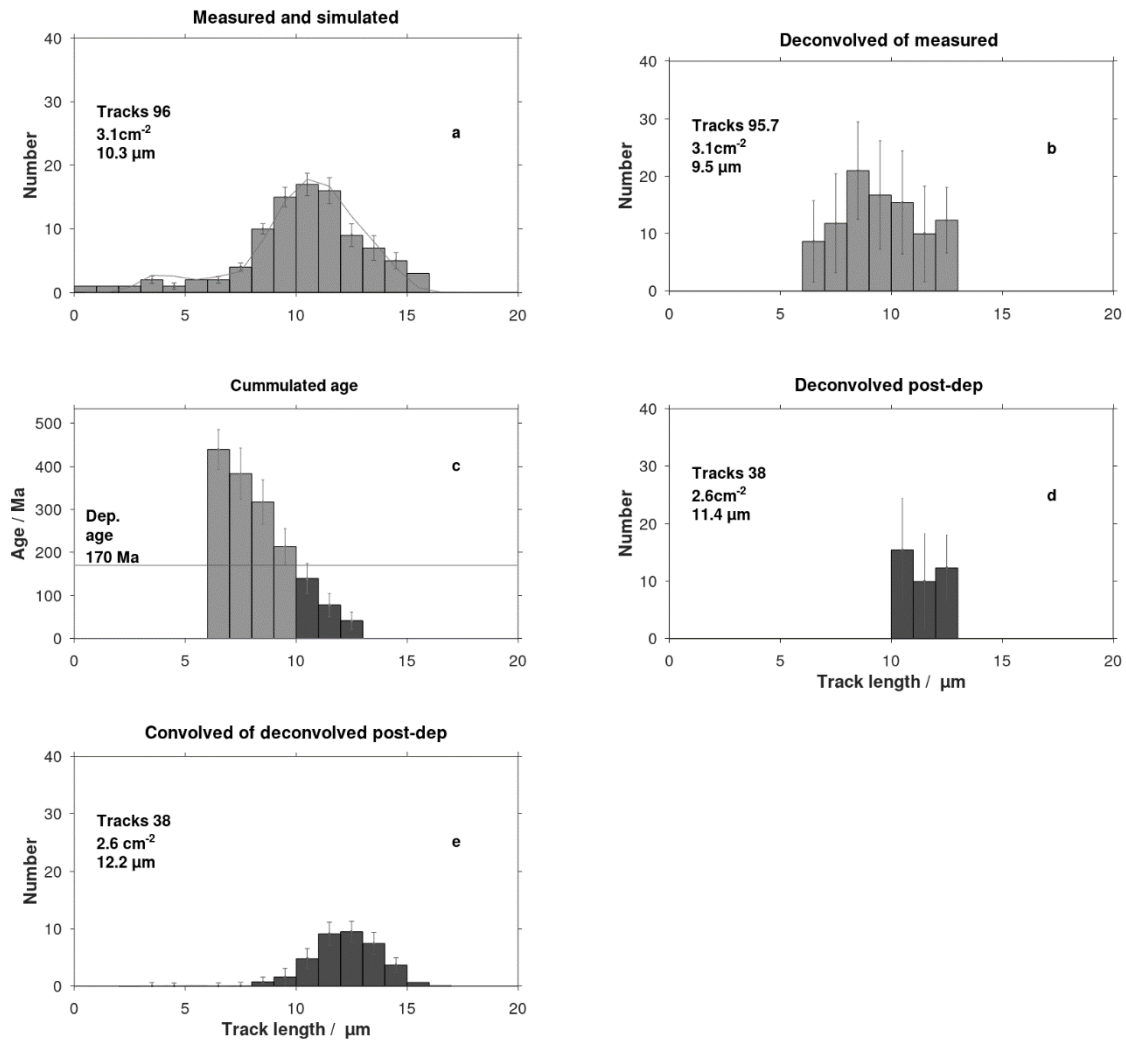 Measured and simulated
40
30
20
10
0
Number
Tracks 96
3.1cm-2
10.3 μm
a
0 5 10 15 20
Deconvolved of measured
40
30
20
10
0
Number
Tracks 95.7
3.1cm-2
9.5 μm
b
0 5 10 15 20
Cummulated age
500
400
300
200
100
0
Age / Ma
Dep.
age
170 Ma
c
0 5 10 15 20
Deconvolved post-dep
40
30
20
10
0
Number
Tracks 38
2.6cm-2
11.4 μm
d
0 5 10 15 20
Track length / μm
Convolved of deconvolved post-dep
40
30
20
10
0
Number
Tracks 38
2.6 cm-2
12.2 μm
e
0 5 10 15 20
Track length / μm